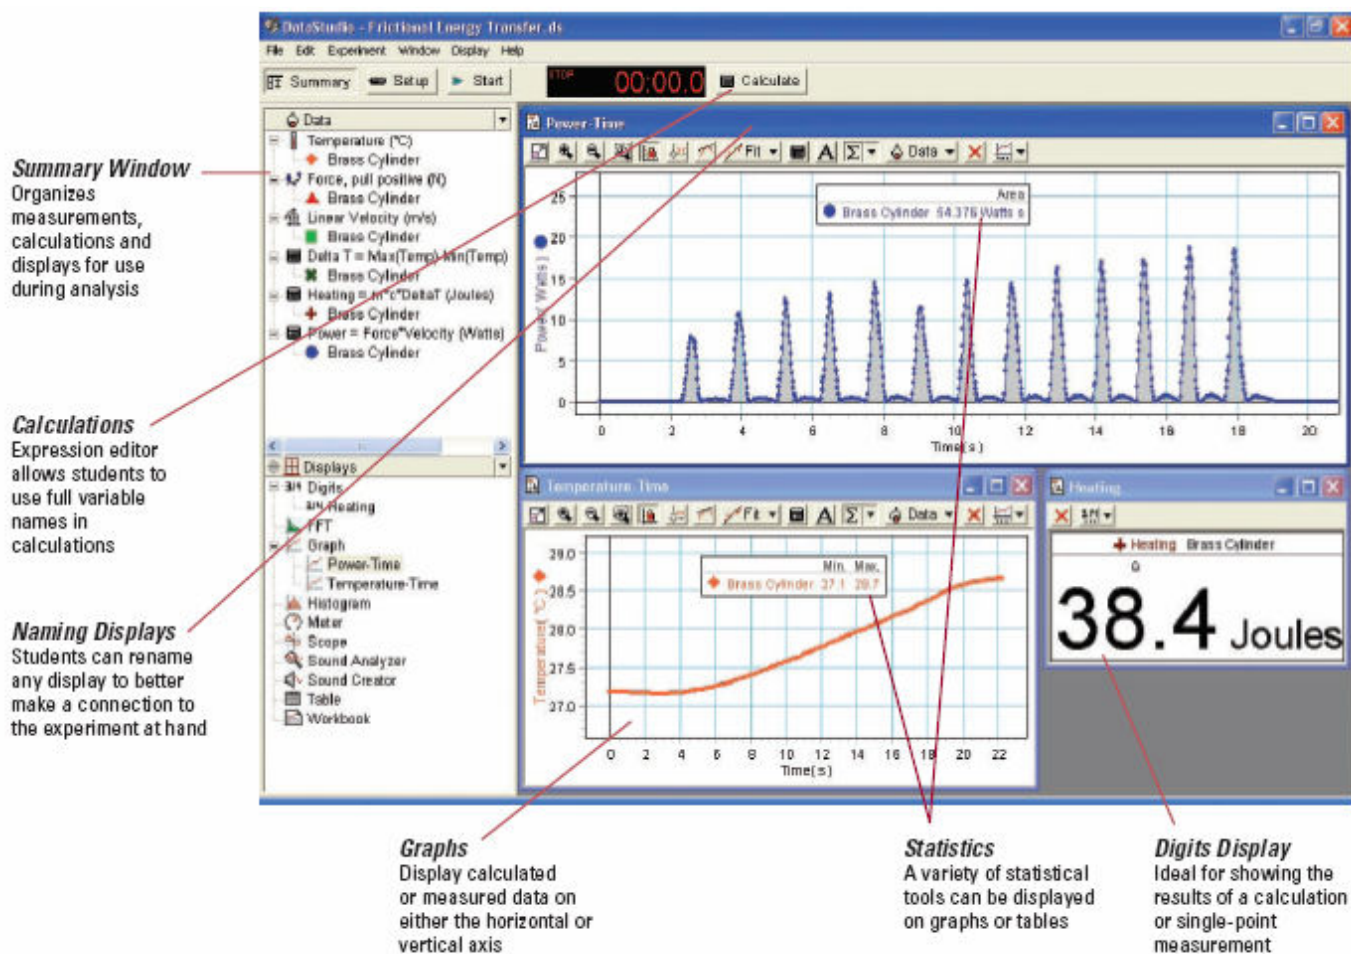 DataStudio - Frictional Energy Transfer.ds
File Edit Experiment Window Display Help
Summary Setup Start STOP 00:00.0 Calculate
Data
Temperature (°C)
Brass Cylinder
Force, pull positive (N)
Brass Cylinder
Linear Velocity (m/s)
Brass Cylinder
Delta T = Max(Temp)-Min(Temp)
Brass Cylinder
Heating = m*c*DeltaT (Joules)
Brass Cylinder
Power = Force*Velocity (Watts)
Brass Cylinder
Displays
3.14 Digits
3.14 Heating
FFT
Graph
Power-Time
Temperature-Time
Histogram
Meter
Scope
Sound Analyzer
Sound Creator
Table
Workbook
Power-Time
Fit A Σ Data
Area
Brass Cylinder 54.376 Watts s
Power( Watts )
25
20
15
10
5
0
0 2 4 6 8 10 12 14 16 18 20
Time( s )
Temperature-Time
Fit A Σ Data
Min. Max.
Brass Cylinder 27.1 28.7
Temperature( °C )
29.0
28.5
28.0
27.5
27.0
0 2 4 6 8 10 12 14 16 18 20 22
Time( s )
Heating
3.14
Heating Brass Cylinder
Q
38.4 Joules
Summary Window
Organizes
measurements,
calculations and
displays for use
during analysis
Calculations
Expression editor
allows students to
use full variable
names in
calculations
Naming Displays
Students can rename
any display to better
make a connection to
the experiment at hand
Graphs
Display calculated
or measured data on
either the horizontal or
vertical axis
Statistics
A variety of statistical
tools can be displayed
on graphs or tables
Digits Display
Ideal for showing the
results of a calculation
or single-point
measurement